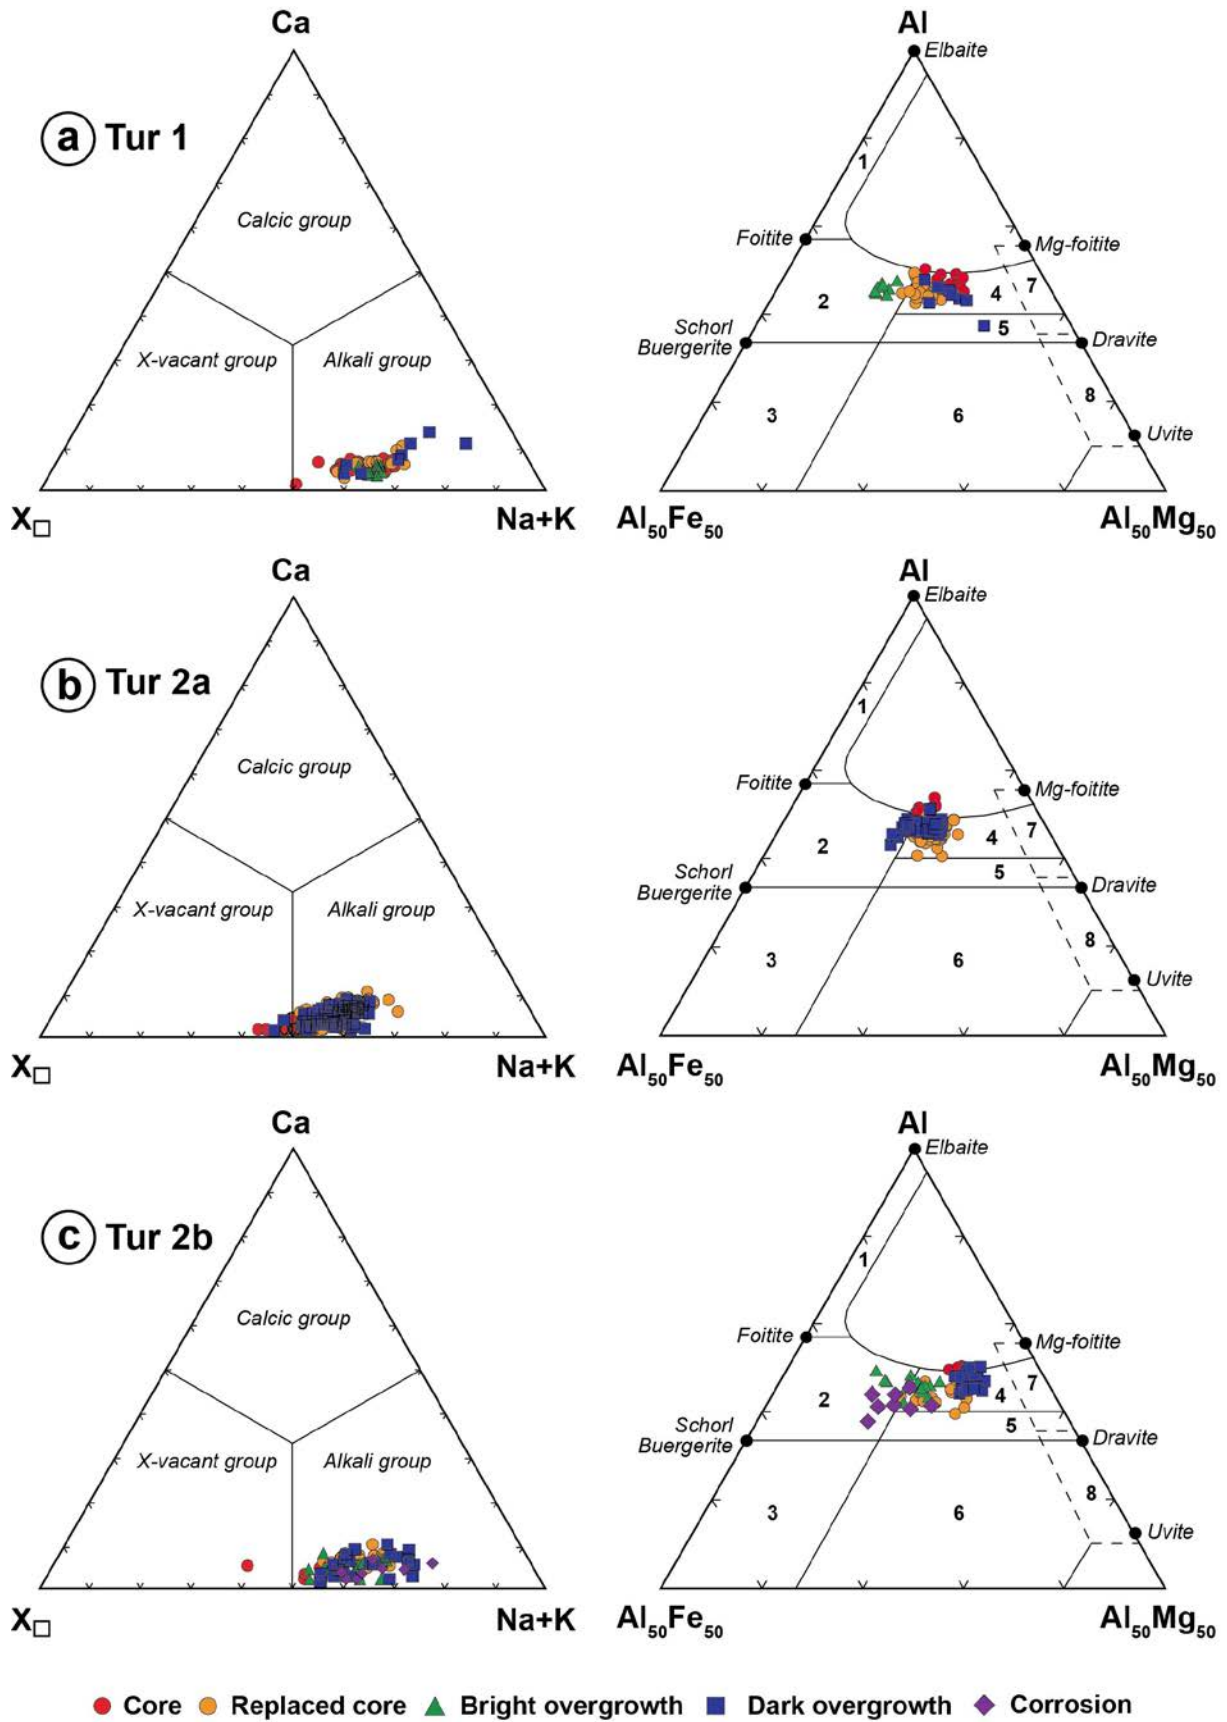 Ca
Al
Elbaite
a Tur 1
1
Calcic group
Foitite
Mg-foitite
2
4
7
Schorl
Buergerite
5
Dravite
X-vacant group
Alkali group
3
6
8
Uvite
X□
Na+K
Al50Fe50
Al50Mg50
Ca
Al
Elbaite
b Tur 2a
1
Calcic group
Foitite
Mg-foitite
2
4
7
Schorl
Buergerite
5
Dravite
X-vacant group
Alkali group
3
6
8
Uvite
X□
Na+K
Al50Fe50
Al50Mg50
Ca
Al
Elbaite
c Tur 2b
1
Calcic group
Foitite
Mg-foitite
2
4
7
Schorl
Buergerite
5
Dravite
X-vacant group
Alkali group
3
6
8
Uvite
X□
Na+K
Al50Fe50
Al50Mg50
Core Replaced core Bright overgrowth Dark overgrowth Corrosion